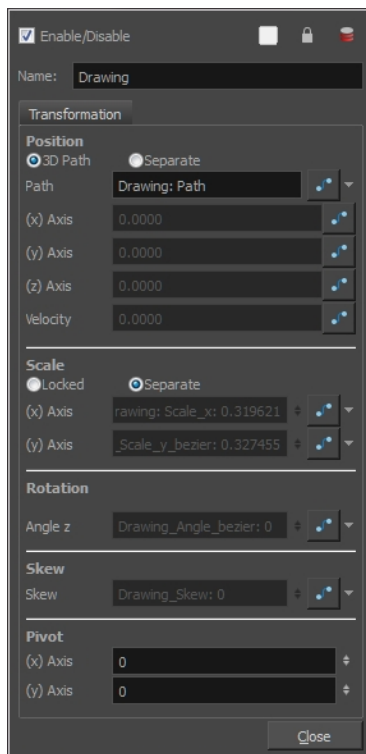 Enable/Disable
Name: Drawing
Transformation
Position
3D Path Separate
Path Drawing: Path
(x) Axis 0.0000
(y) Axis 0.0000
(z) Axis 0.0000
Velocity 0.0000
Scale
Locked Separate
(x) Axis rawing: Scale_x: 0.319621
(y) Axis _Scale_y_bezier: 0.327455
Rotation
Angle z Drawing_Angle_bezier: 0
Skew
Skew Drawing_Skew: 0
Pivot
(x) Axis 0
(y) Axis 0
Close